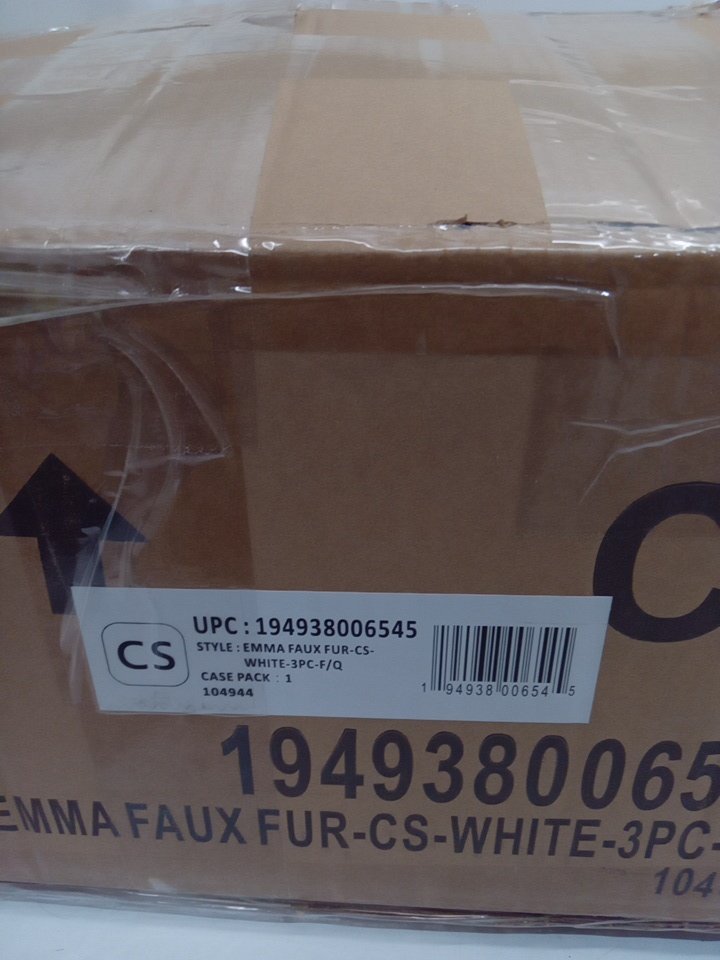 C
CS
UPC : 194938006545
STYLE : EMMA FAUX FUR-CS-
WHITE-3PC-F/Q
CASE PACK : 1
104944
1 94938 00654 5
1949380065
EMMA FAUX FUR-CS-WHITE-3PC-
104